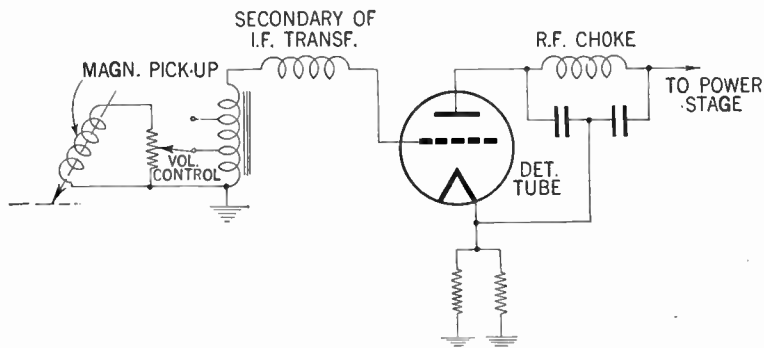 SECONDARY OF
I.F. TRANSF.
R.F. CHOKE
MAGN. PICK-UP
TO POWER
STAGE
VOL.
CONTROL
DET.
TUBE